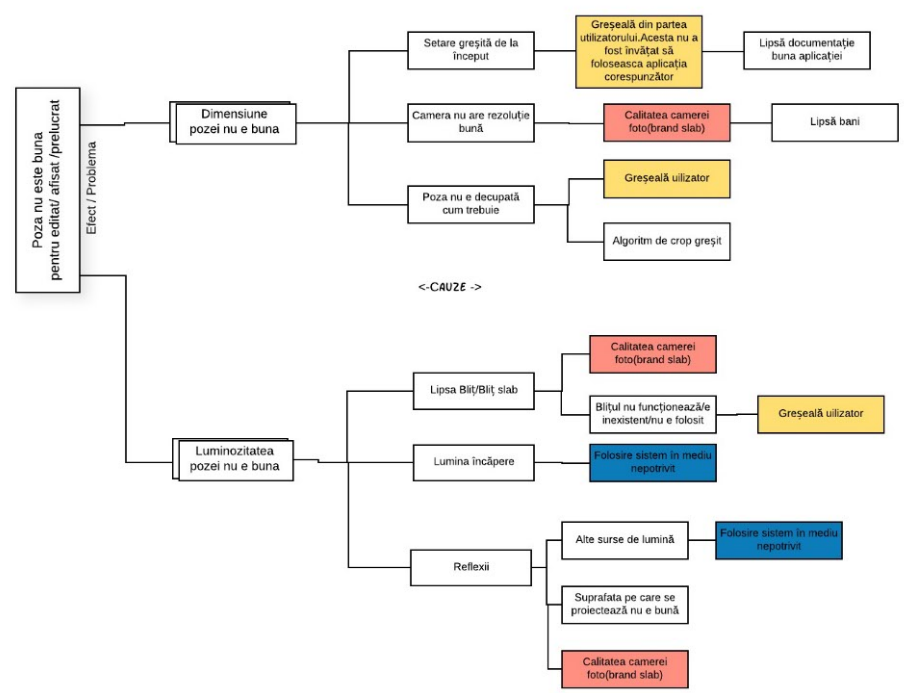 Poza nu este buna
pentru editat/ afisat /prelucrat
Efect / Problema
Dimensiune
pozei nu e buna
Setare greșită de la
început
Greșeală din partea
utilizatorului.Acesta nu a
fost învățat să
foloseasca aplicația
corespunzător
Lipsă documentație
buna aplicației
Camera nu are rezoluție
bună
Calitatea camerei
foto(brand slab)
Lipsă bani
Poza nu e decupată
cum trebuie
Greșeală uilizator
Algoritm de crop greșit
<-CAUZE ->
Luminozitatea
pozei nu e buna
Lipsa Bliț/Bliț slab
Calitatea camerei
foto(brand slab)
Blițul nu funcționează/e
inexistent/nu e folosit
Greșeală uilizator
Lumina încăpere
Folosire sistem în mediu
nepotrivit
Reflexii
Alte surse de lumină
Folosire sistem în mediu
nepotrivit
Suprafata pe care se
proiectează nu e bună
Calitatea camerei
foto(brand slab)